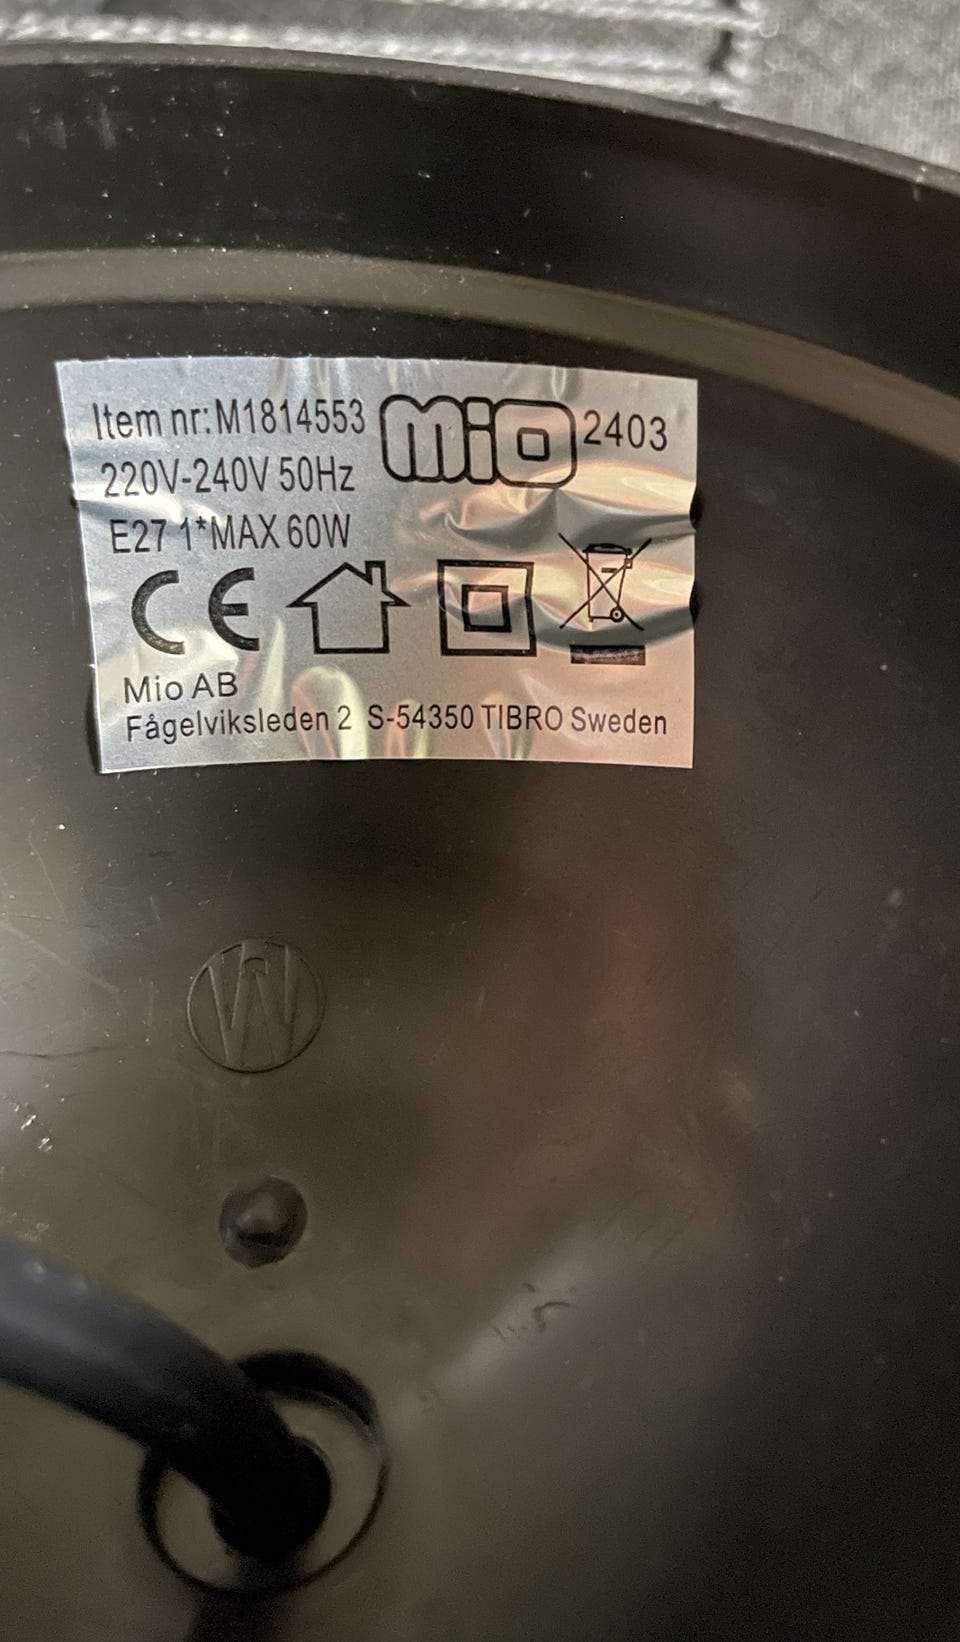 Item nr:M1814553 mio 2403
220V-240V 50Hz
E27 1*MAX 60W
CE
Mio AB
Fågelviksleden 2 S-54350 TIBRO Sweden
W